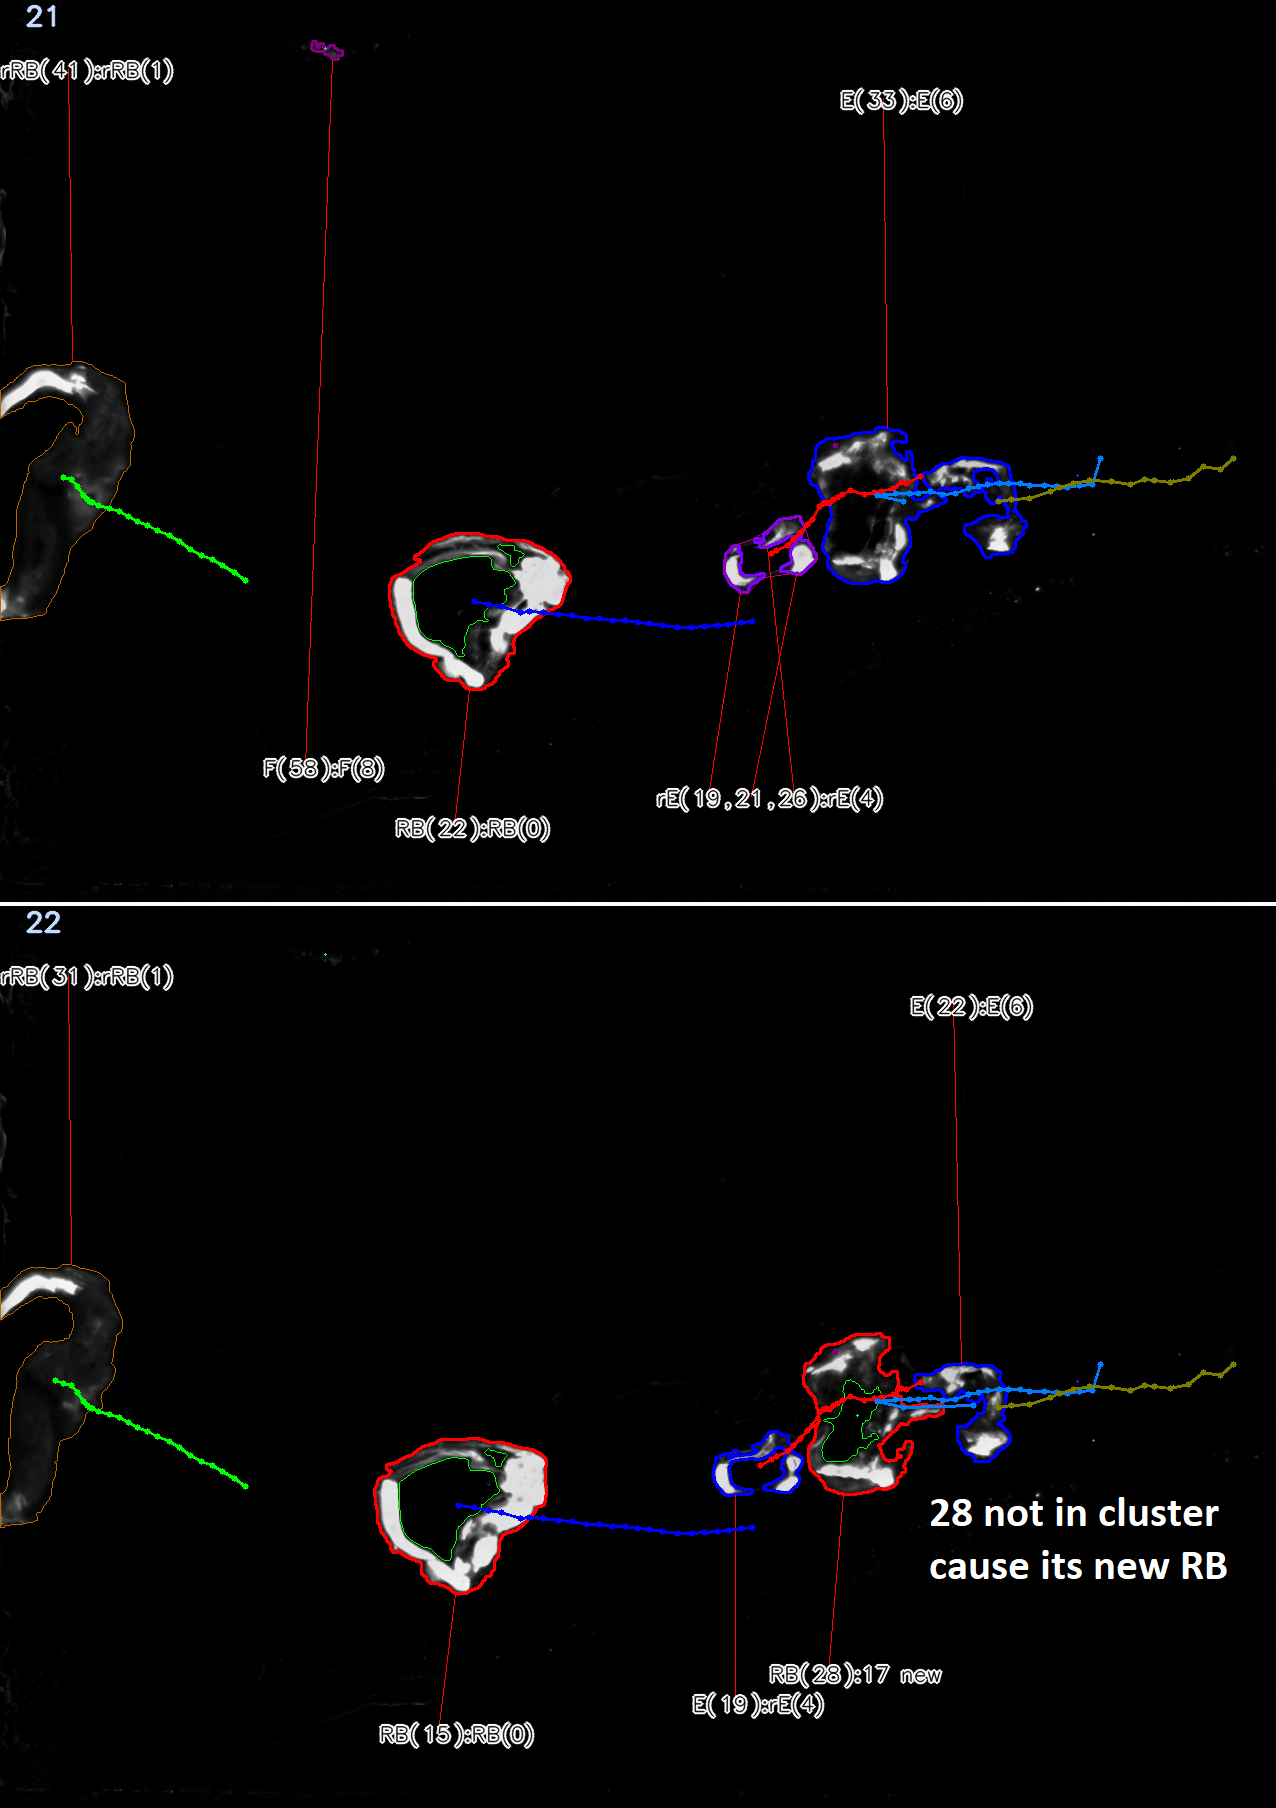 21
rRB(41):rRB(1)
E(33):E(6)
F(58):F(8)
rE(19,21,26):rE(4)
RB(22):RB(0)
22
rRB(31):rRB(1)
E(22):E(6)
28 not in cluster
cause its new RB
RB(28):17 new
E(19):rE(4)
RB(15):RB(0)